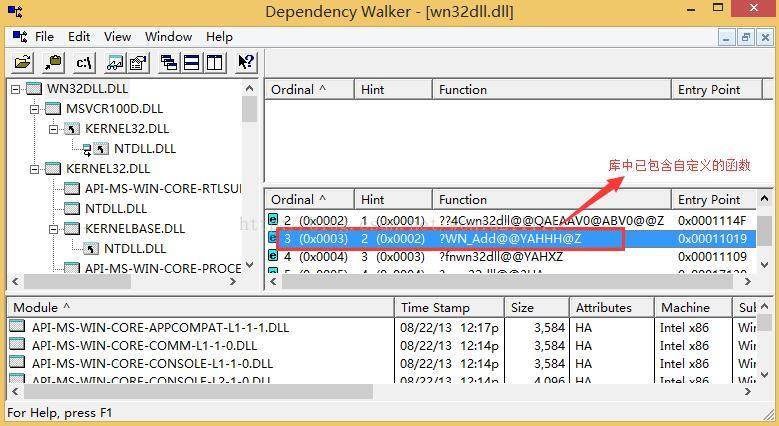 Dependency Walker - [wn32dll.dll]
File Edit View Window Help
c:\
WN32DLL.DLL
MSVCR100D.DLL
KERNEL32.DLL
NTDLL.DLL
KERNEL32.DLL
API-MS-WIN-CORE-RTLSU
NTDLL.DLL
KERNELBASE.DLL
NTDLL.DLL
API-MS-WIN-CORE-PROCE
Ordinal ^ Hint Function Entry Point
库中已包含自定义的函数
Ordinal ^ Hint Function Entry Point
2 (0x0002) 1 (0x0001) ??4Cwn32dll@@QAEAAV0@ABV0@@Z 0x0001114F
3 (0x0003) 2 (0x0002) ?WN_Add@@YAHHH@Z 0x00011019
4 (0x0004) 3 (0x0003) ?fnwn32dll@@YAHXZ 0x00011109
Module ^ Time Stamp Size Attributes Machine Sub
API-MS-WIN-CORE-APPCOMPAT-L1-1-1.DLL 08/22/13 12:17p 3,584 HA Intel x86 Win
API-MS-WIN-CORE-COMM-L1-1-0.DLL 08/22/13 12:14p 3,584 HA Intel x86 Win
API-MS-WIN-CORE-CONSOLE-L1-1-0.DLL 08/22/13 12:14p 3,584 HA Intel x86 Win
API-MS-WIN-CORE-CONSOLE-L2-1-0.DLL 08/22/13 12:14p 4,096 HA Intel x86 Win
For Help, press F1